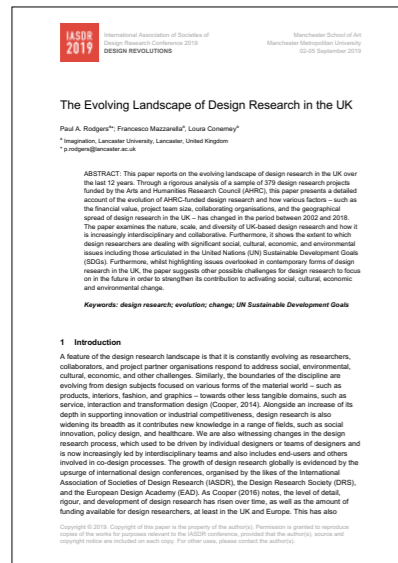 IASDR
2019
International Association of Societies of
Design Research Conference 2019
DESIGN REVOLUTIONS
Manchester School of Art
Manchester Metropolitan University
02-05 September 2019
The Evolving Landscape of Design Research in the UK
Paul A. Rodgersᵃ*; Francesco Mazzarellaᵃ, Loura Conerneyᵃ
ᵃ Imagination, Lancaster University, Lancaster, United Kingdom
* p.rodgers@lancaster.ac.uk
ABSTRACT: This paper reports on the evolving landscape of design research in the UK over
the last 12 years. Through a rigorous analysis of a sample of 379 design research projects
funded by the Arts and Humanities Research Council (AHRC), this paper presents a detailed
account of the evolution of AHRC-funded design research and how various factors – such as
the financial value, project team size, collaborating organisations, and the geographical
spread of design research in the UK – has changed in the period between 2002 and 2018.
The paper examines the nature, scale, and diversity of UK-based design research and how it
is increasingly interdisciplinary and collaborative. Furthermore, it shows the extent to which
design researchers are dealing with significant social, cultural, economic, and environmental
issues including those articulated in the United Nations (UN) Sustainable Development Goals
(SDGs). Furthermore, whilst highlighting issues overlooked in contemporary forms of design
research in the UK, the paper suggests other possible challenges for design research to focus
on in the future in order to strengthen its contribution to activating social, cultural, economic
and environmental change.
Keywords: design research; evolution; change; UN Sustainable Development Goals
1 Introduction
A feature of the design research landscape is that it is constantly evolving as researchers,
collaborators, and project partner organisations respond to address social, environmental,
cultural, economic, and other challenges. Similarly, the boundaries of the discipline are
evolving from design subjects focused on various forms of the material world – such as
products, interiors, fashion, and graphics – towards other less tangible domains, such as
service, interaction and transformation design (Cooper, 2014). Alongside an increase of its
depth in supporting innovation or industrial competitiveness, design research is also
widening its breadth as it contributes new knowledge in a range of fields, such as social
innovation, policy design, and healthcare. We are also witnessing changes in the design
research process, which used to be driven by individual designers or teams of designers and
is now increasingly led by interdisciplinary teams and also includes end-users and others
involved in co-design processes. The growth of design research globally is evidenced by the
upsurge of international design conferences, organised by the likes of the International
Association of Societies of Design Research (IASDR), the Design Research Society (DRS),
and the European Design Academy (EAD). As Cooper (2016) notes, the level of detail,
rigour, and development of design research has risen over time, as well as the amount of
funding available for design researchers, at least in the UK and Europe. This has also
Copyright © 2019. Copyright of this paper is the property of the author(s). Permission is granted to reproduce
copies of the works for purposes relevant to the IASDR conference, provided that the author(s), source and
copyright notice are included on each copy. For other uses, please contact the author(s).